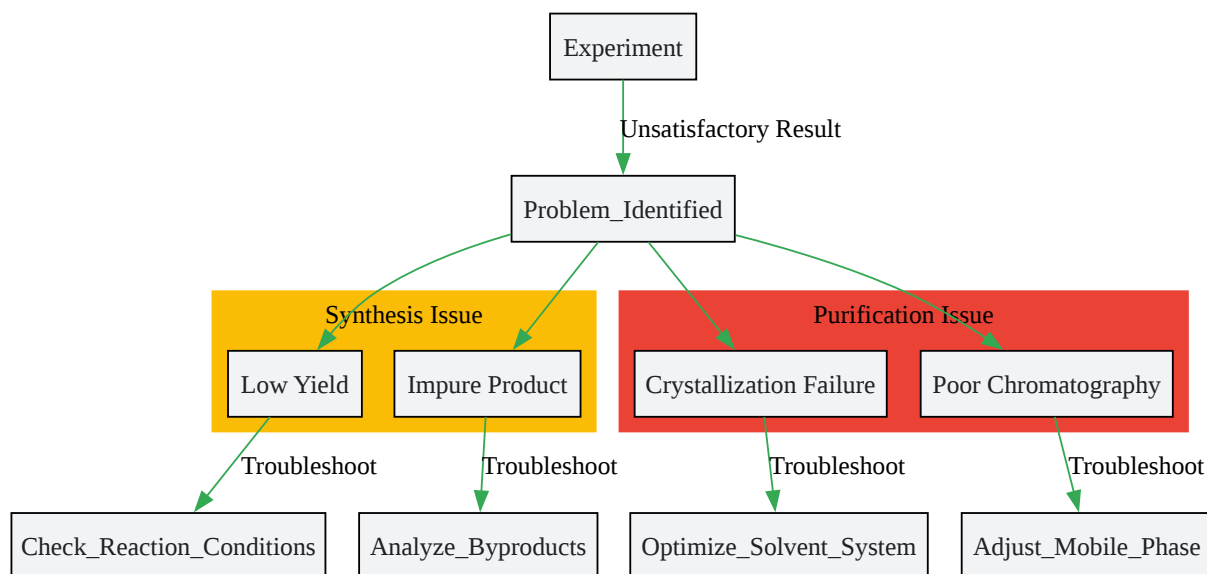 Experiment
Unsatisfactory Result
Problem_Identified
Synthesis Issue
Purification Issue
Low Yield
Impure Product
Crystallization Failure
Poor Chromatography
Troubleshoot
Troubleshoot
Troubleshoot
Troubleshoot
Check_Reaction_Conditions
Analyze_Byproducts
Optimize_Solvent_System
Adjust_Mobile_Phase